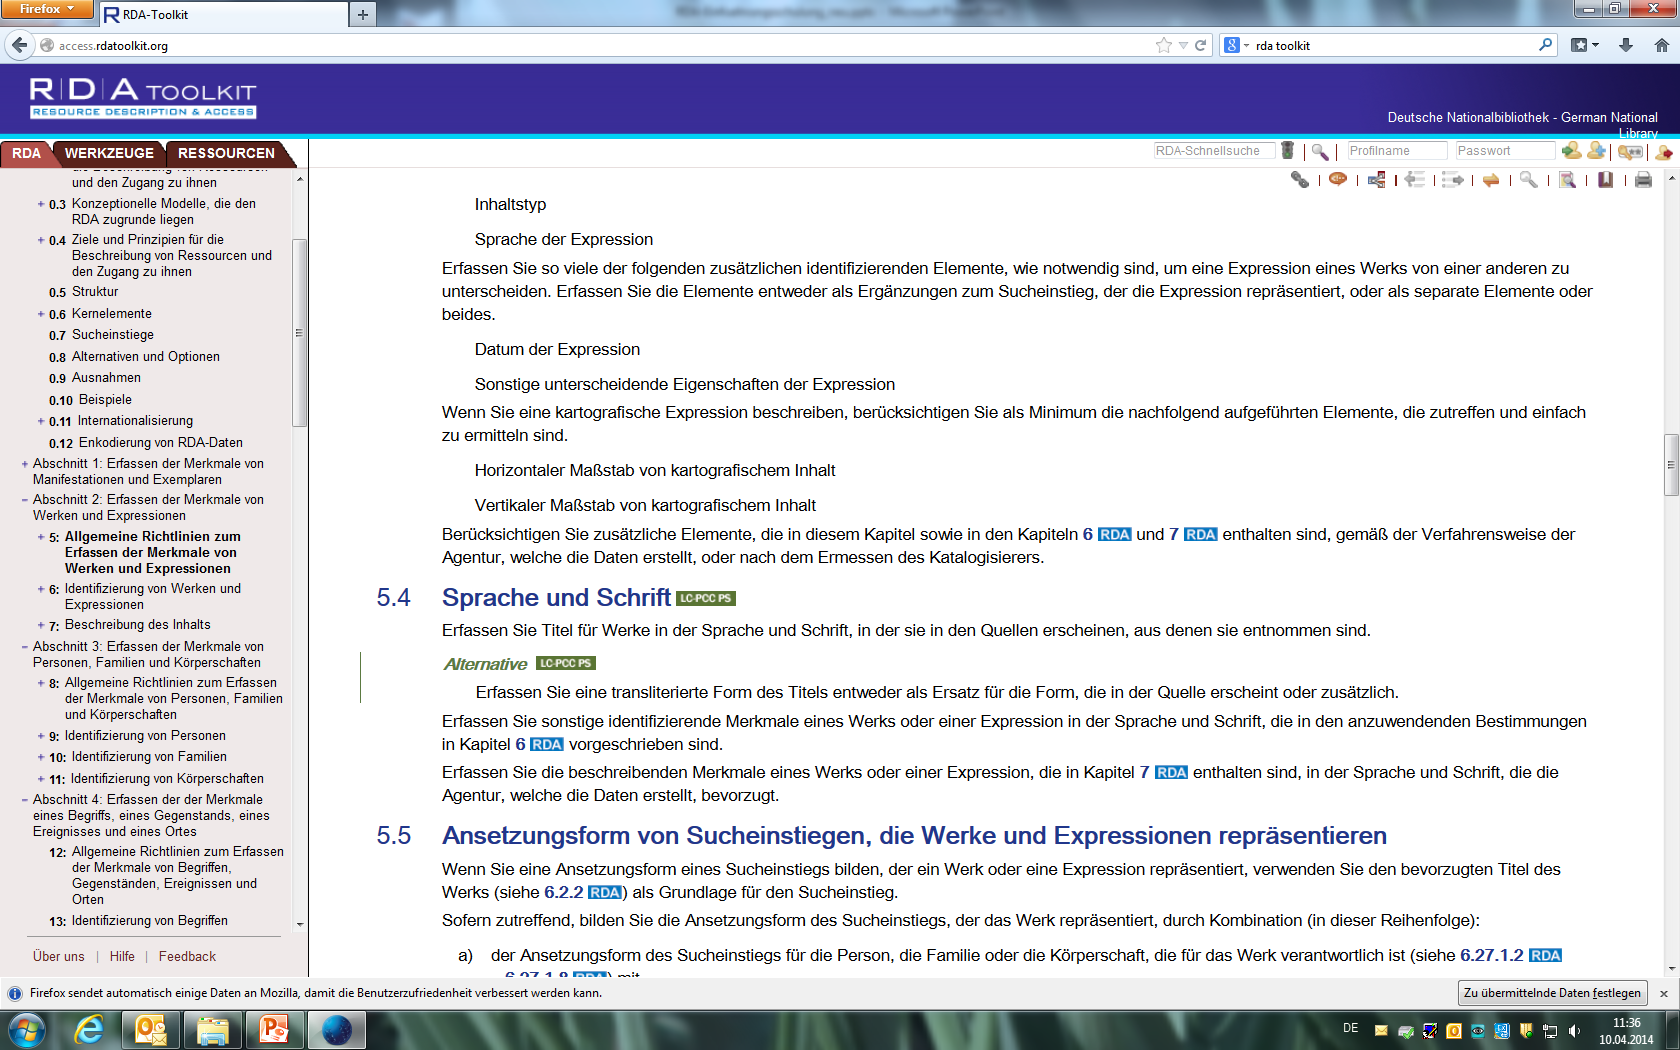 Firefox
RDA-Toolkit
access.rdatoolkit.org
rda toolkit
R|D|A TOOLKIT
RESOURCE DESCRIPTION & ACCESS
Deutsche Nationalbibliothek - German National
Library
RDA
WERKZEUGE
RESSOURCEN
RDA-Schnellsuche
Profilname
Passwort
und den Zugang zu ihnen
+ 0.3 Konzeptionelle Modelle, die den
RDA zugrunde liegen
+ 0.4 Ziele und Prinzipien für die
Beschreibung von Ressourcen und
den Zugang zu ihnen
0.5 Struktur
+ 0.6 Kernelemente
0.7 Sucheinstiege
0.8 Alternativen und Optionen
0.9 Ausnahmen
0.10 Beispiele
+ 0.11 Internationalisierung
0.12 Enkodierung von RDA-Daten
+ Abschnitt 1: Erfassen der Merkmale von
Manifestationen und Exemplaren
- Abschnitt 2: Erfassen der Merkmale von
Werken und Expressionen
+ 5: Allgemeine Richtlinien zum
Erfassen der Merkmale von
Werken und Expressionen
+ 6: Identifizierung von Werken und
Expressionen
+ 7: Beschreibung des Inhalts
- Abschnitt 3: Erfassen der Merkmale von
Personen, Familien und Körperschaften
+ 8: Allgemeine Richtlinien zum Erfassen
der Merkmale von Personen, Familien
und Körperschaften
+ 9: Identifizierung von Personen
+ 10: Identifizierung von Familien
+ 11: Identifizierung von Körperschaften
- Abschnitt 4: Erfassen der der Merkmale
eines Begriffs, eines Gegenstands, eines
Ereignisses und eines Ortes
12: Allgemeine Richtlinien zum Erfassen
der Merkmale von Begriffen,
Gegenständen, Ereignissen und
Orten
13: Identifizierung von Begriffen
Über uns | Hilfe | Feedback
Inhaltstyp
Sprache der Expression
Erfassen Sie so viele der folgenden zusätzlichen identifizierenden Elemente, wie notwendig sind, um eine Expression eines Werks von einer anderen zu
unterscheiden. Erfassen Sie die Elemente entweder als Ergänzungen zum Sucheinstieg, der die Expression repräsentiert, oder als separate Elemente oder
beides.
Datum der Expression
Sonstige unterscheidende Eigenschaften der Expression
Wenn Sie eine kartografische Expression beschreiben, berücksichtigen Sie als Minimum die nachfolgend aufgeführten Elemente, die zutreffen und einfach
zu ermitteln sind.
Horizontaler Maßstab von kartografischem Inhalt
Vertikaler Maßstab von kartografischem Inhalt
Berücksichtigen Sie zusätzliche Elemente, die in diesem Kapitel sowie in den Kapiteln 6 RDA und 7 RDA enthalten sind, gemäß der Verfahrensweise der
Agentur, welche die Daten erstellt, oder nach dem Ermessen des Katalogisierers.
5.4 Sprache und Schrift LC-PCC PS
Erfassen Sie Titel für Werke in der Sprache und Schrift, in der sie in den Quellen erscheinen, aus denen sie entnommen sind.
Alternative LC-PCC PS
Erfassen Sie eine transliterierte Form des Titels entweder als Ersatz für die Form, die in der Quelle erscheint oder zusätzlich.
Erfassen Sie sonstige identifizierende Merkmale eines Werks oder einer Expression in der Sprache und Schrift, die in den anzuwendenden Bestimmungen
in Kapitel 6 RDA vorgeschrieben sind.
Erfassen Sie die beschreibenden Merkmale eines Werks oder einer Expression, die in Kapitel 7 RDA enthalten sind, in der Sprache und Schrift, die die
Agentur, welche die Daten erstellt, bevorzugt.
5.5 Ansetzungsform von Sucheinstiegen, die Werke und Expressionen repräsentieren
Wenn Sie eine Ansetzungsform eines Sucheinstiegs bilden, der ein Werk oder eine Expression repräsentiert, verwenden Sie den bevorzugten Titel des
Werks (siehe 6.2.2 RDA) als Grundlage für den Sucheinstieg.
Sofern zutreffend, bilden Sie die Ansetzungsform des Sucheinstiegs, der das Werk repräsentiert, durch Kombination (in dieser Reihenfolge):
a) der Ansetzungsform des Sucheinstiegs für die Person, die Familie oder die Körperschaft, die für das Werk verantwortlich ist (siehe 6.27.1.2 RDA
6.27.1.8 RDA) mit
Firefox sendet automatisch einige Daten an Mozilla, damit die Benutzerzufriedenheit verbessert werden kann.
Zu übermittelnde Daten festlegen
DE
11:36
10.04.2014